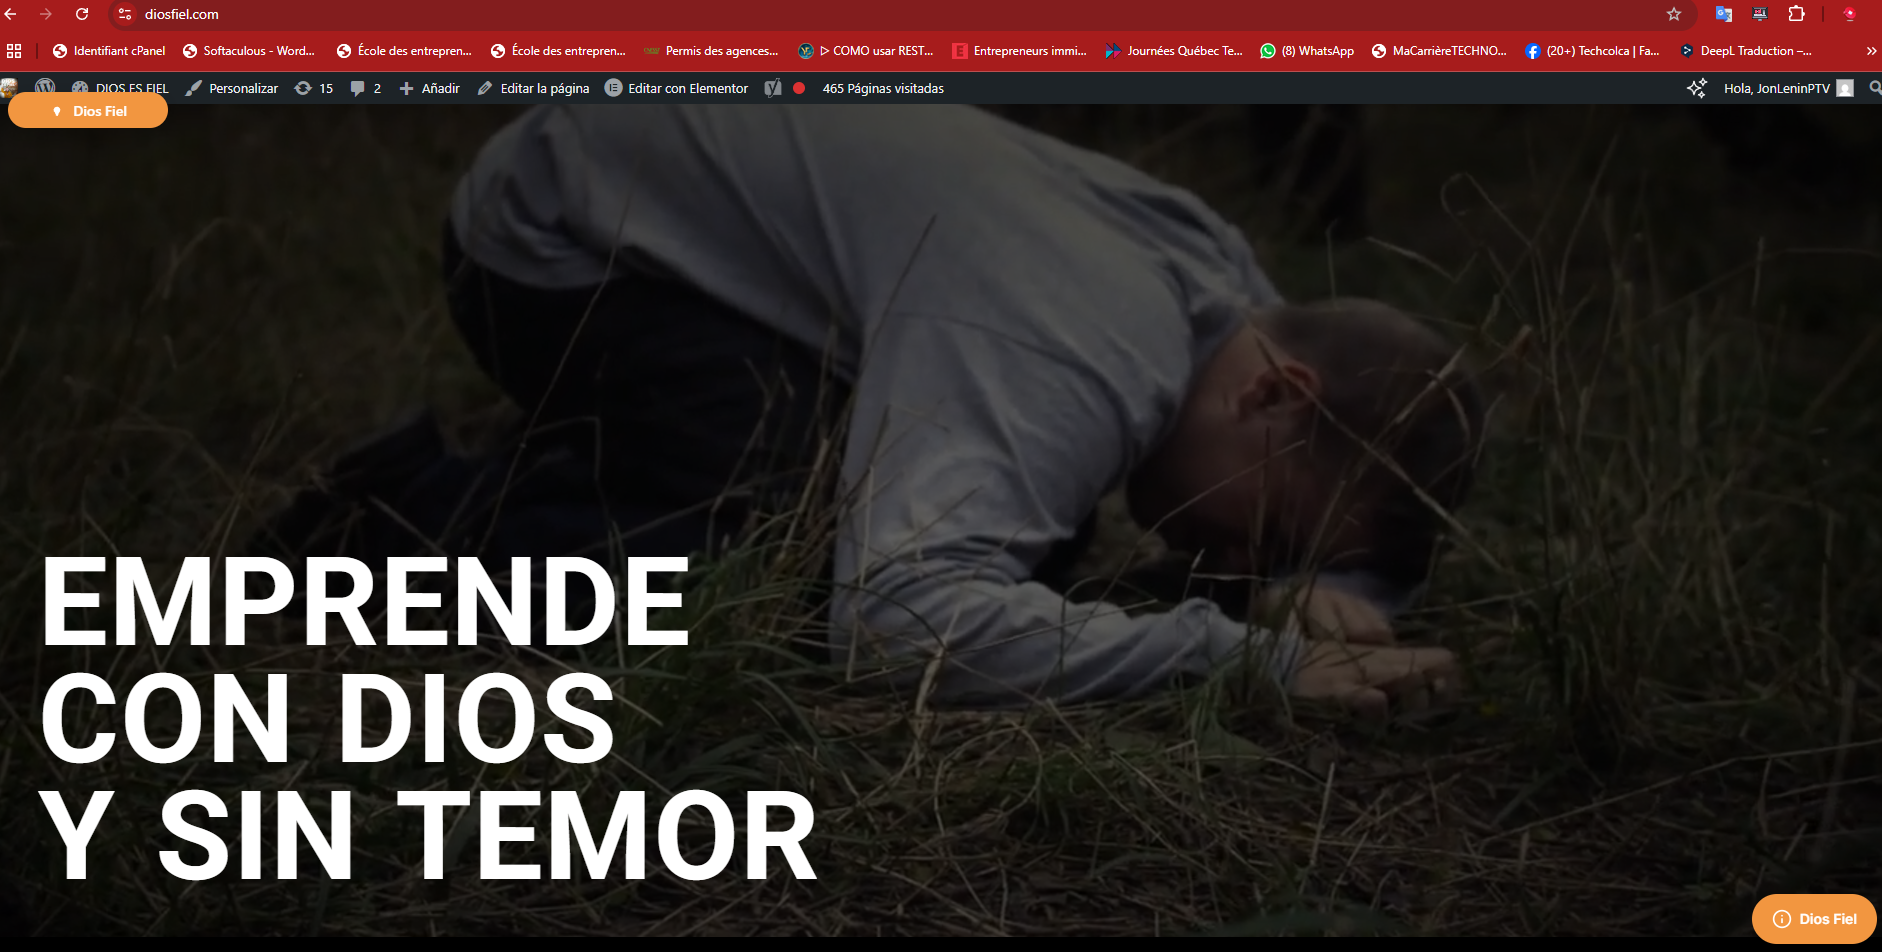 diosfiel.com
Identifiant cPanel
Softaculous - Word...
École des entrepren...
École des entrepren...
Permis des agences...
ᐅ COMO usar REST...
Entrepreneurs immi...
Journées Québec Te...
(8) WhatsApp
MaCarrièreTECHNO...
(20+) Techcolca | Fa...
DeepL Traduction –...
DIOS ES FIEL
Personalizar
15
2
Añadir
Editar la página
Editar con Elementor
465 Páginas visitadas
Hola, JonLeninPTV
Dios Fiel
EMPRENDE
CON DIOS
Y SIN TEMOR
Dios Fiel